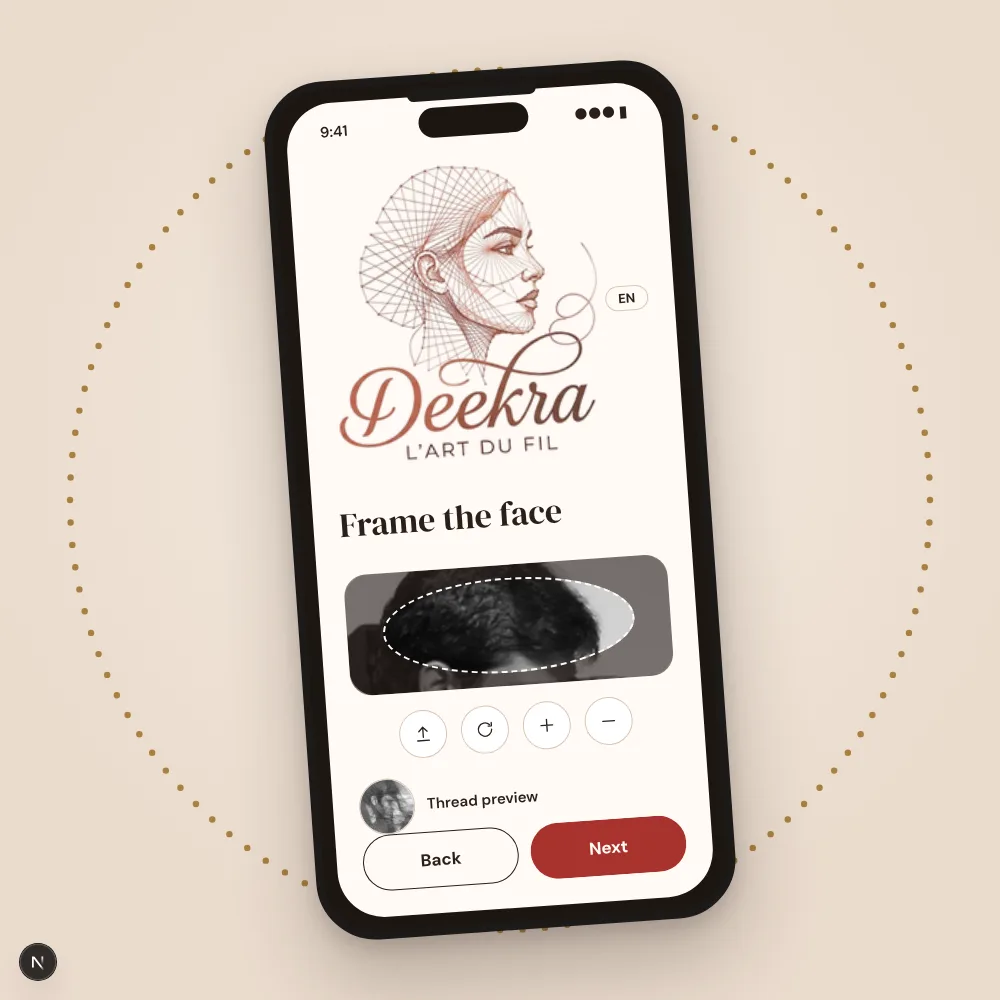 9:41
EN
Deekra
L'ART DU FIL
Frame the face
Thread preview
Back
Next
N